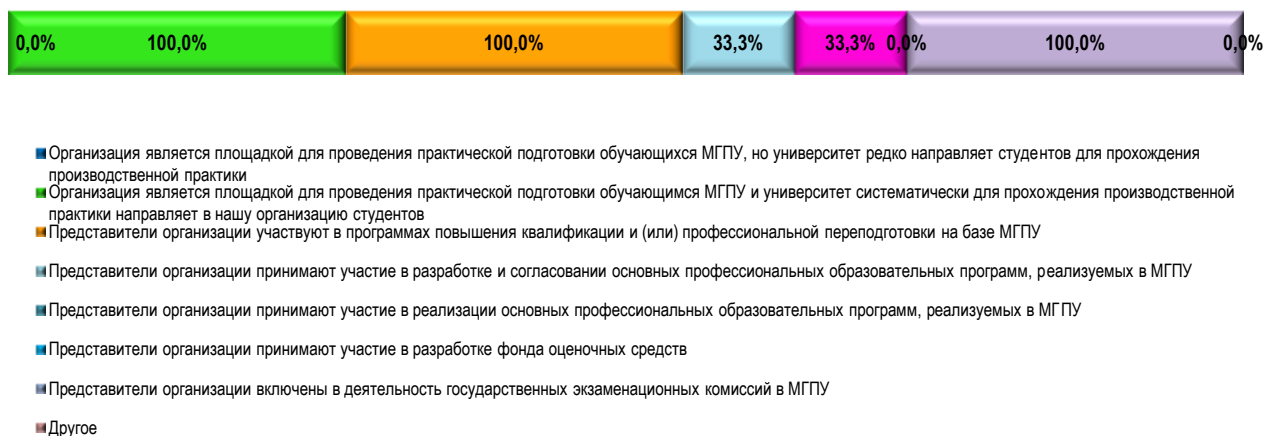 0,0% 100,0% 100,0% 33,3% 33,3% 0,0% 100,0% 0,0%
Организация является площадкой для проведения практической подготовки обучающихся МГПУ, но университет редко направляет студентов для прохождения
производственной практики
Организация является площадкой для проведения практической подготовки обучающимся МГПУ и университет систематически для прохождения производственной
практики направляет в нашу организацию студентов
Представители организации участвуют в программах повышения квалификации и (или) профессиональной переподготовки на базе МГПУ
Представители организации принимают участие в разработке и согласовании основных профессиональных образовательных программ, реализуемых в МГПУ
Представители организации принимают участие в реализации основных профессиональных образовательных программ, реализуемых в МГПУ
Представители организации принимают участие в разработке фонда оценочных средств
Представители организации включены в деятельность государственных экзаменационных комиссий в МГПУ
Другое